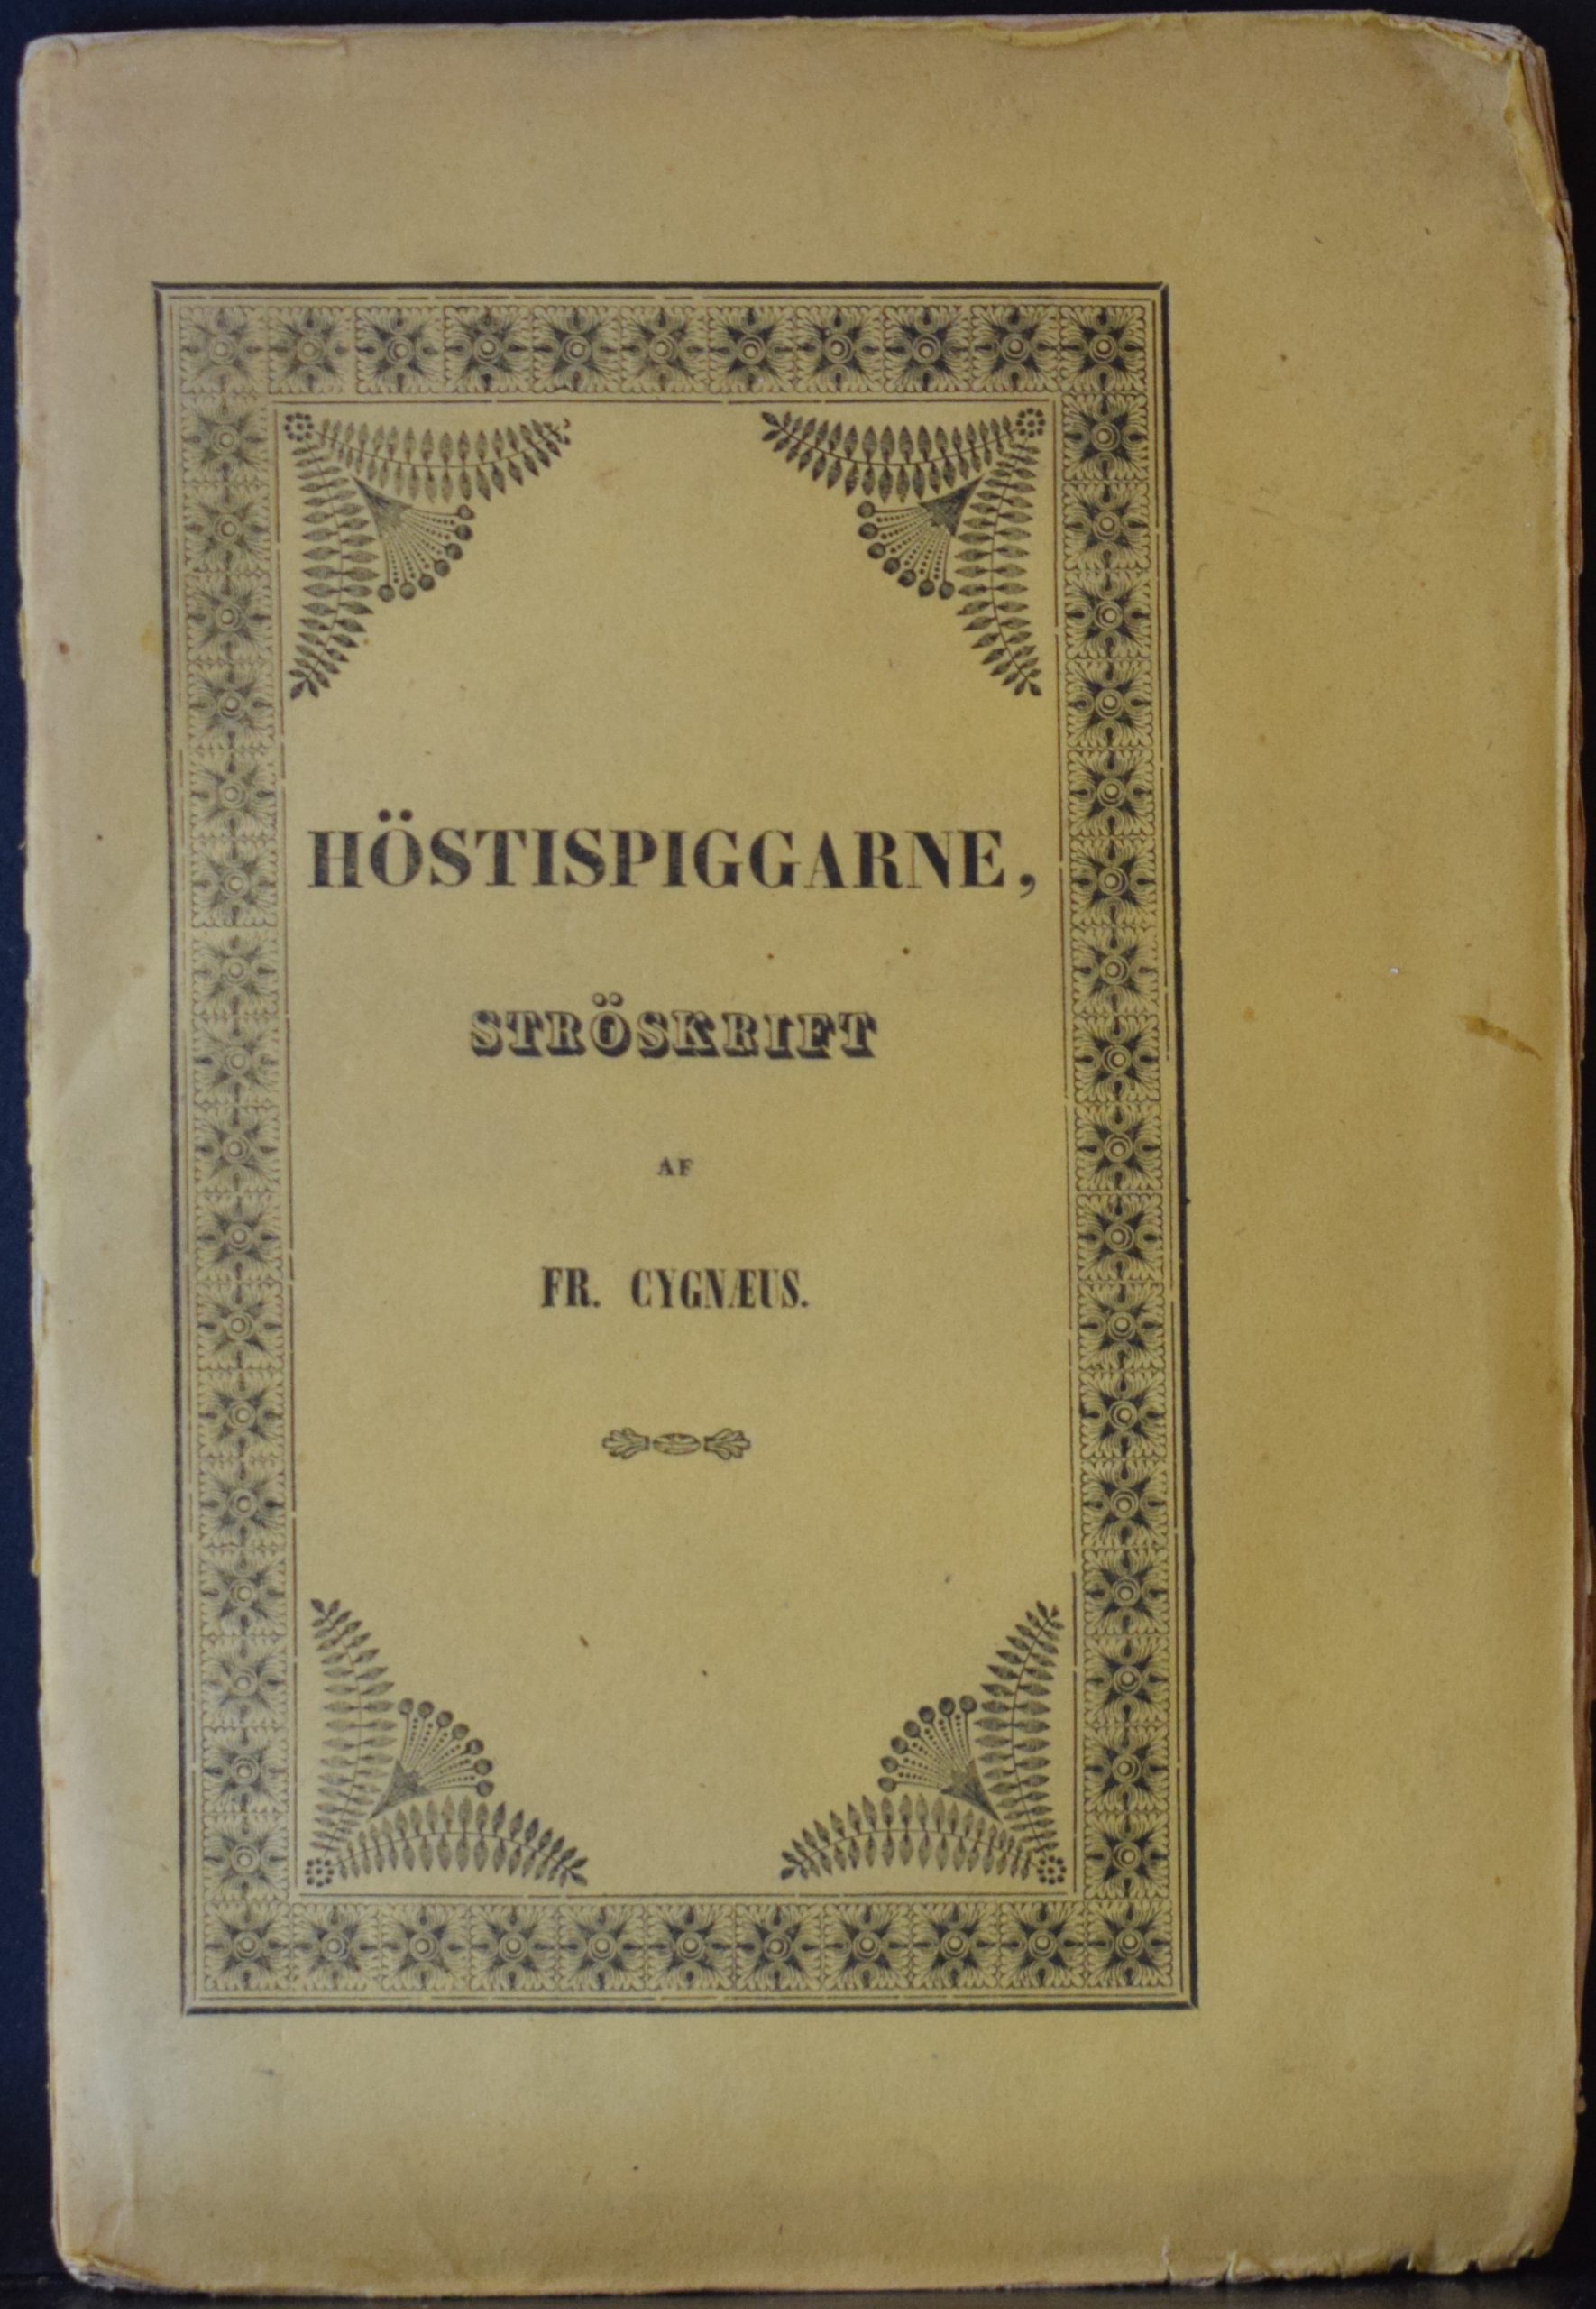 HÖSTISPIGGARNE,
STRÖSKRIFT
AF
FR. CYGNÆUS.